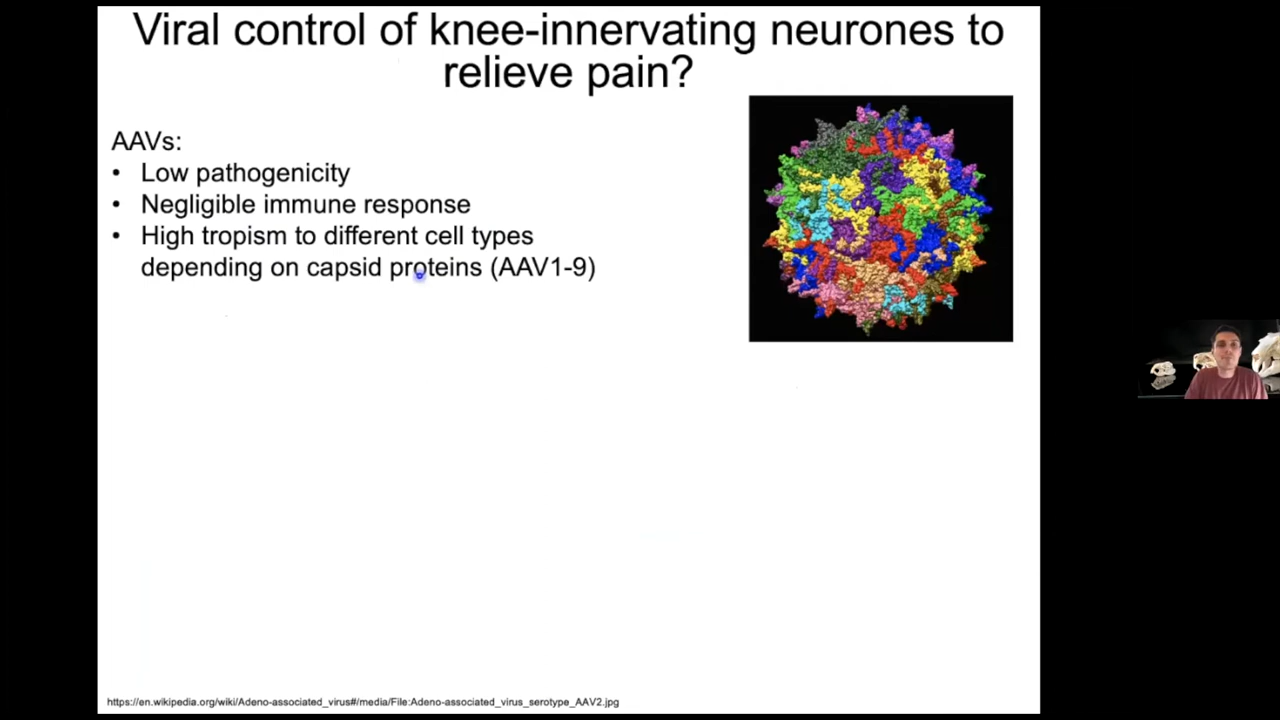 Viral control of knee-innervating neurones to
relieve pain?
AAVs:
• Low pathogenicity
• Negligible immune response
• High tropism to different cell types
depending on capsid proteins (AAV1-9)
https://en.wikipedia.org/wiki/Adeno-associated_virus#/media/File:Adeno-associated_virus_serotype_AAV2.jpg